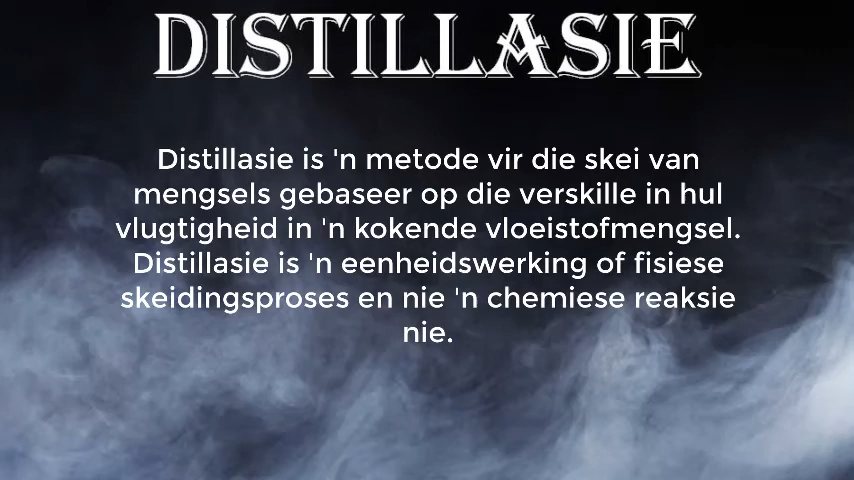 DISTILLASIE
Distillasie is 'n metode vir die skei van
mengsels gebaseer op die verskille in hul
vlugtigheid in 'n kokende vloeistofmengsel.
Distillasie is 'n eenheidswerking of fisiese
skeidingsproses en nie 'n chemiese reaksie
nie.